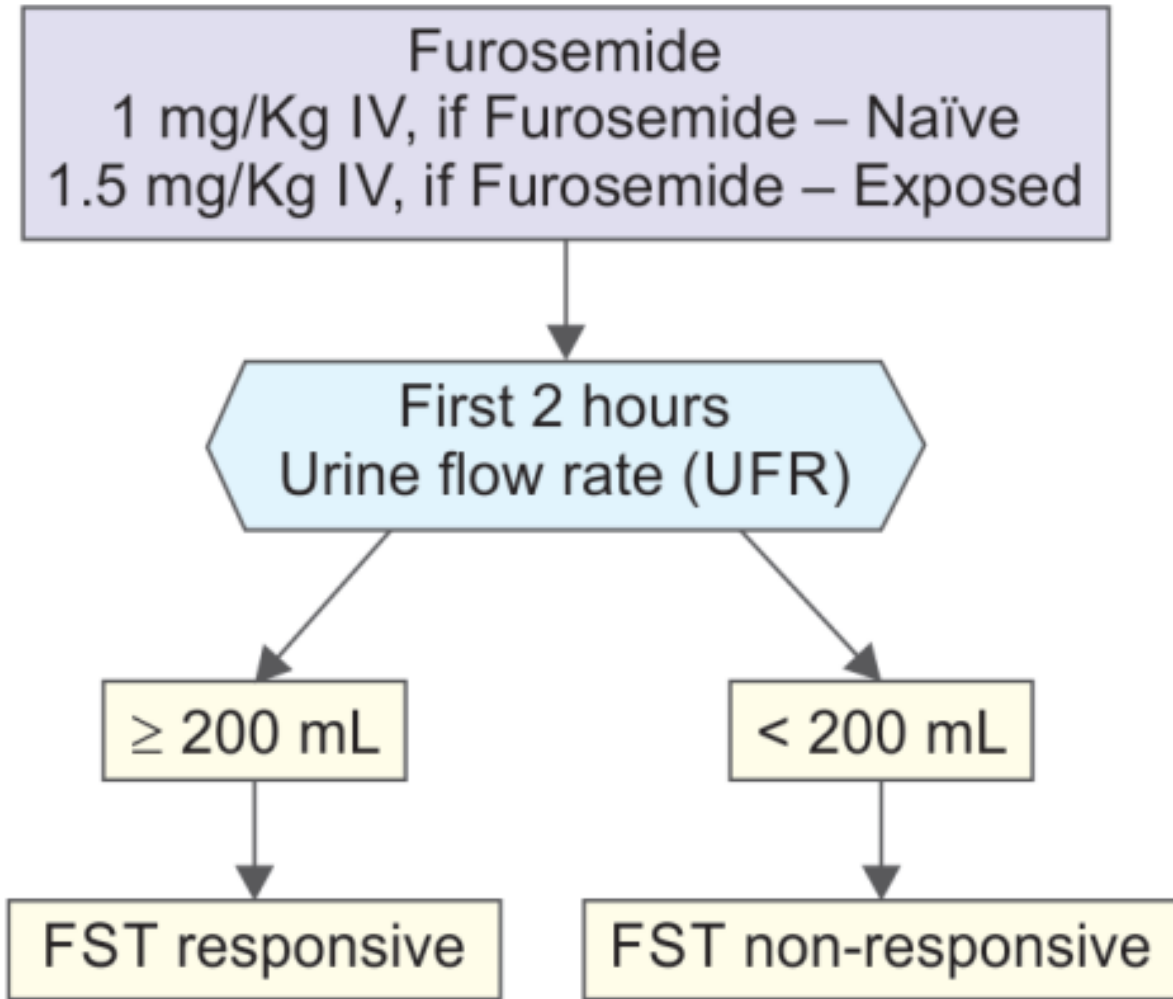 Furosemide
1 mg/Kg IV, if Furosemide – Naïve
1.5 mg/Kg IV, if Furosemide – Exposed
First 2 hours
Urine flow rate (UFR)
≥ 200 mL
< 200 mL
FST responsive
FST non-responsive